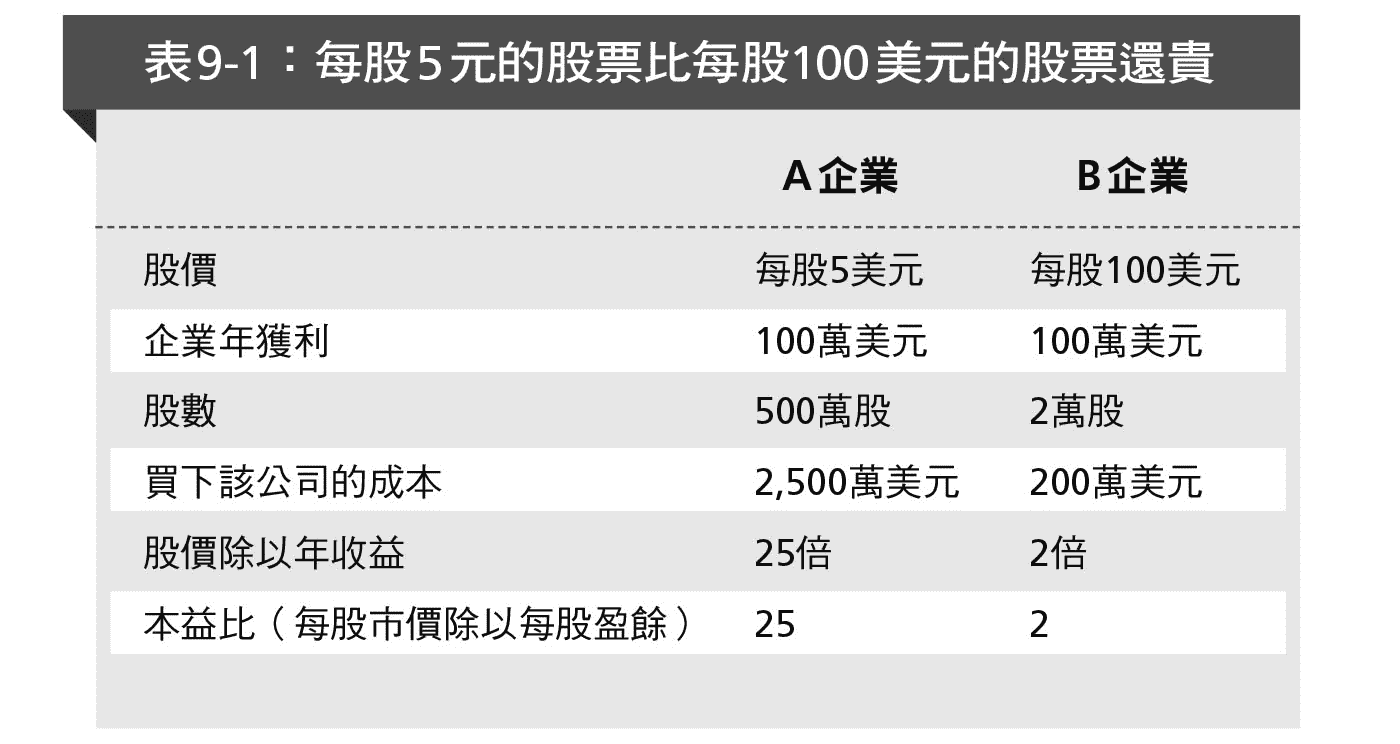 表9-1：每股5元的股票比每股100美元的股票還貴
A企業 B企業
股價 每股5美元 每股100美元
企業年獲利 100萬美元 100萬美元
股數 500萬股 2萬股
買下該公司的成本 2,500萬美元 200萬美元
股價除以年收益 25倍 2倍
本益比（每股市價除以每股盈餘） 25 2